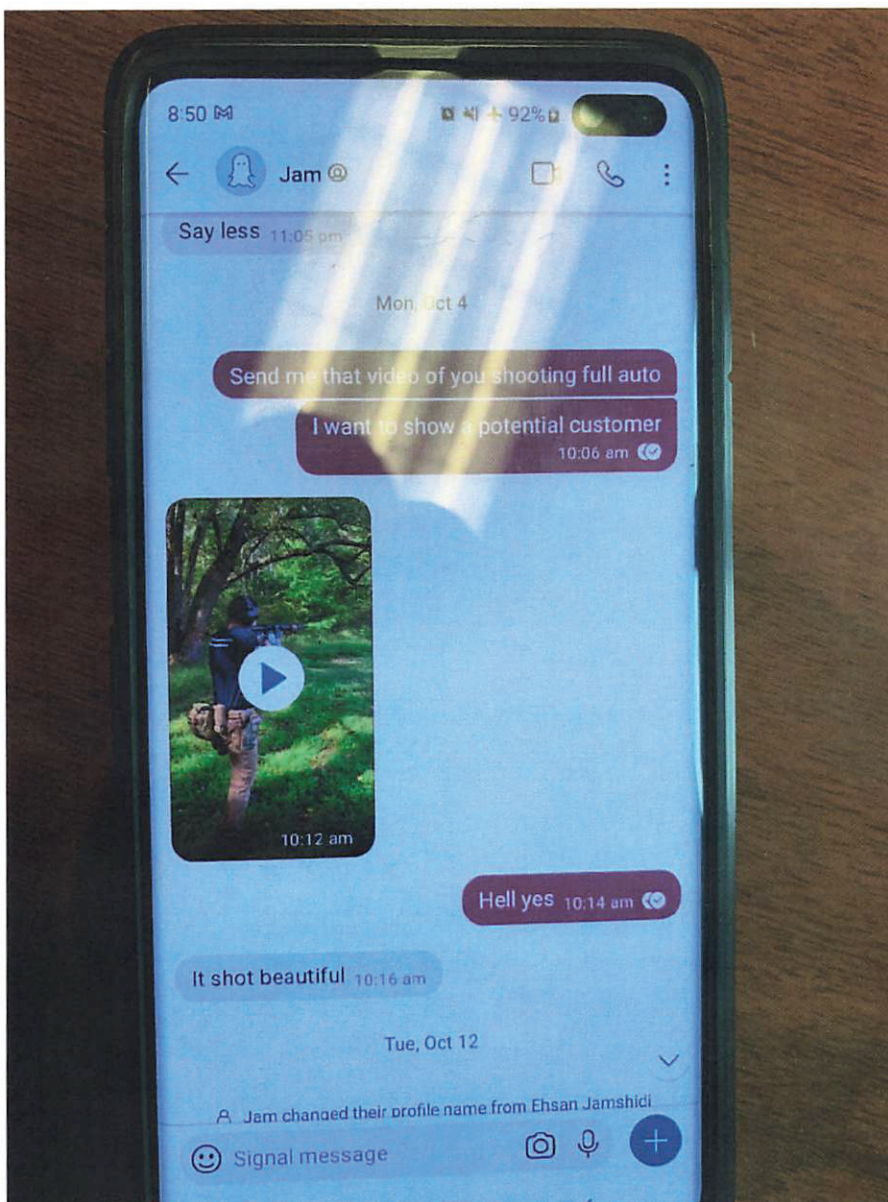 8:50
92%
Jam
Say less 11:05 pm
Mon, Oct 4
Send me that video of you shooting full auto
I want to show a potential customer
10:06 am
10:12 am
Hell yes 10:14 am
It shot beautiful 10:16 am
Tue, Oct 12
Jam changed their profile name from Ehsan Jamshidi
Signal message